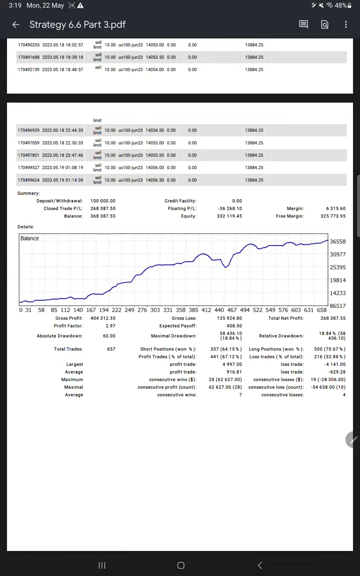 3:19 Mon, 22 May 48%
Strategy 6.6 Part 3.pdf
170490255 2023.05.18 18:02:57 sell limit 10.00 us100-jun23 14053.00 0.00 0.00 13884.25
170491688 2023.05.18 18:38:18 sell limit 10.00 us100-jun23 14053.50 0.00 0.00 13884.25
170492109 2023.05.18 18:46:57 sell limit 10.00 us100-jun23 14054.00 0.00 0.00 13884.25
limit
170496929 2023.05.18 22:44:33 sell limit 10.00 us100-jun23 14054.50 0.00 0.00 13884.25
170497059 2023.05.18 22:50:33 sell limit 10.00 us100-jun23 14055.00 0.00 0.00 13884.25
170497801 2023.05.18 23:47:46 sell limit 10.00 us100-jun23 14055.50 0.00 0.00 13884.25
170499527 2023.05.19 01:08:19 sell limit 10.00 us100-jun23 14056.00 0.00 0.00 13884.25
170499624 2023.05.19 01:14:39 sell limit 10.00 us100-jun23 14056.50 0.00 0.00 13884.25
Summary:
Deposit/Withdrawal: 100 000.00 Credit Facility: 0.00
Closed Trade P/L: 268 387.55 Floating P/L: -36 268.10 Margin: 6 315.60
Balance: 368 387.55 Equity: 332 119.45 Free Margin: 325 773.95
Details:
Balance
36558
30977
25395
19814
14233
86517
0 31 58 85 112 140 167 194 222 249 276 303 331 358 385 412 440 467 494 521 549 576 603 631 658
Gross Profit: 404 312.35 Gross Loss: 135 924.80 Total Net Profit: 268 387.55
Profit Factor: 2.97 Expected Payoff: 408.50
Absolute Drawdown: 60.00 Maximal Drawdown: 58 436.10 (18.84%) Relative Drawdown: 18.84% (58 436.10)
Total Trades: 657 Short Positions (won %): 357 (64.15%) Long Positions (won %): 300 (70.67%)
Profit Trades (% of total): 441 (67.12%) Loss trades (% of total): 216 (32.88%)
Largest profit trade: 4 997.00 loss trade: -4 141.00
Average profit trade: 916.81 loss trade: -629.28
Maximum consecutive wins ($): 28 (62 627.00) consecutive losses ($): 19 (-28 306.00)
Maximal consecutive profit (count): 62 627.00 (28) consecutive loss (count): -34 638.00 (10)
Average consecutive wins: 7 consecutive losses: 4